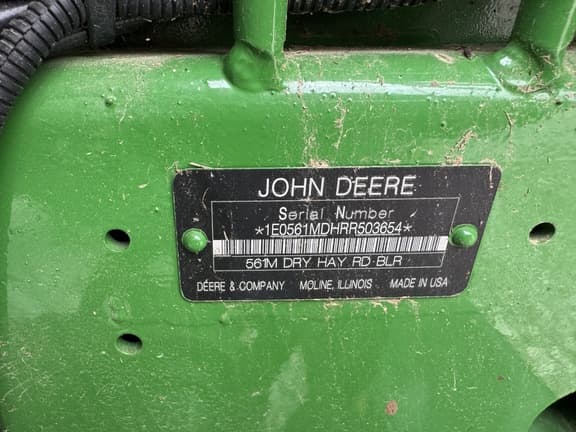 JOHN DEERE
Serial Number
*1E0561MDHRR503654*
561M DRY HAY RD BLR
DEERE & COMPANY MOLINE, ILLINOIS MADE IN USA